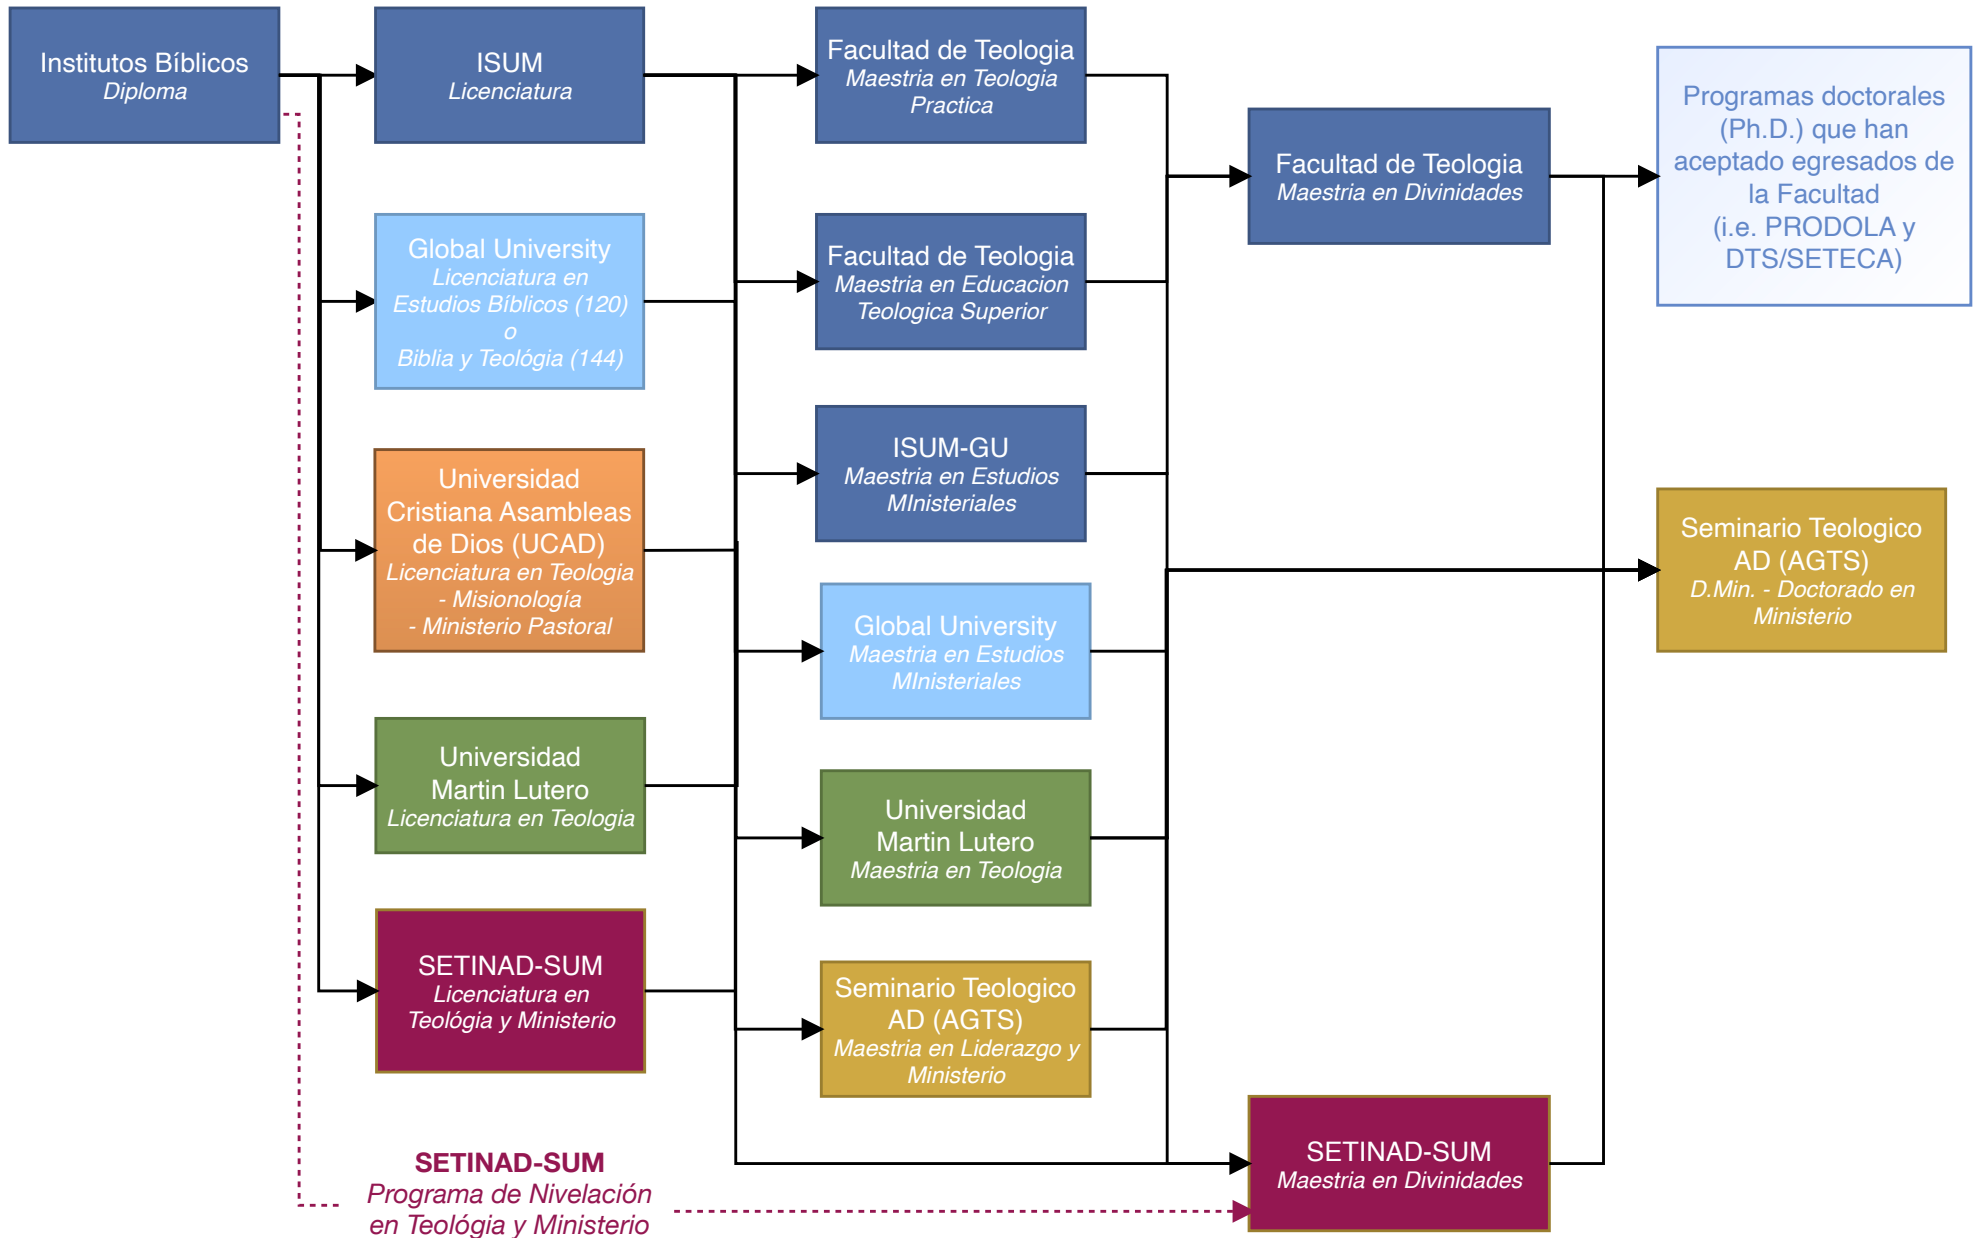 Institutos Bíblicos
Diploma
ISUM
Licenciatura
Global University
Licenciatura en
Estudios Bíblicos (120)
o
Biblia y Teológia (144)
Universidad
Cristiana Asambleas
de Dios (UCAD)
Licenciatura en Teologia
- Misionología
- Ministerio Pastoral
Universidad
Martin Lutero
Licenciatura en Teologia
SETINAD-SUM
Licenciatura en
Teológia y Ministerio
SETINAD-SUM
Programa de Nivelación
en Teológia y Ministerio
Facultad de Teologia
Maestria en Teologia
Practica
Facultad de Teologia
Maestria en Educacion
Teologica Superior
ISUM-GU
Maestria en Estudios
MInisteriales
Global University
Maestria en Estudios
MInisteriales
Universidad
Martin Lutero
Maestria en Teologia
Seminario Teologico
AD (AGTS)
Maestria en Liderazgo y
Ministerio
Facultad de Teologia
Maestria en Divinidades
SETINAD-SUM
Maestria en Divinidades
Programas doctorales
(Ph.D.) que han
aceptado egresados de
la Facultad
(i.e. PRODOLA y
DTS/SETECA)
Seminario Teologico
AD (AGTS)
D.Min. - Doctorado en
Ministerio